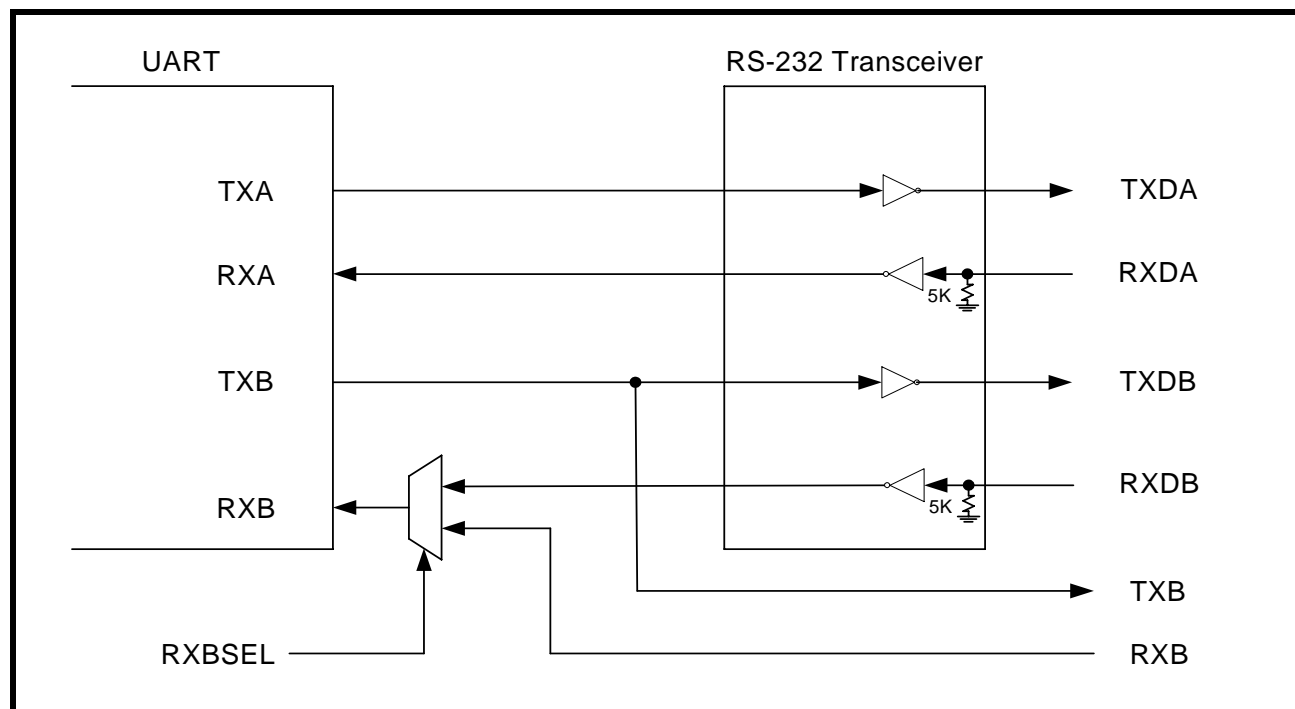 UART
RS-232 Transceiver
TXA
TXDA
RXA
5K
RXDA
TXB
TXDB
RXB
5K
RXDB
TXB
RXBSEL
RXB